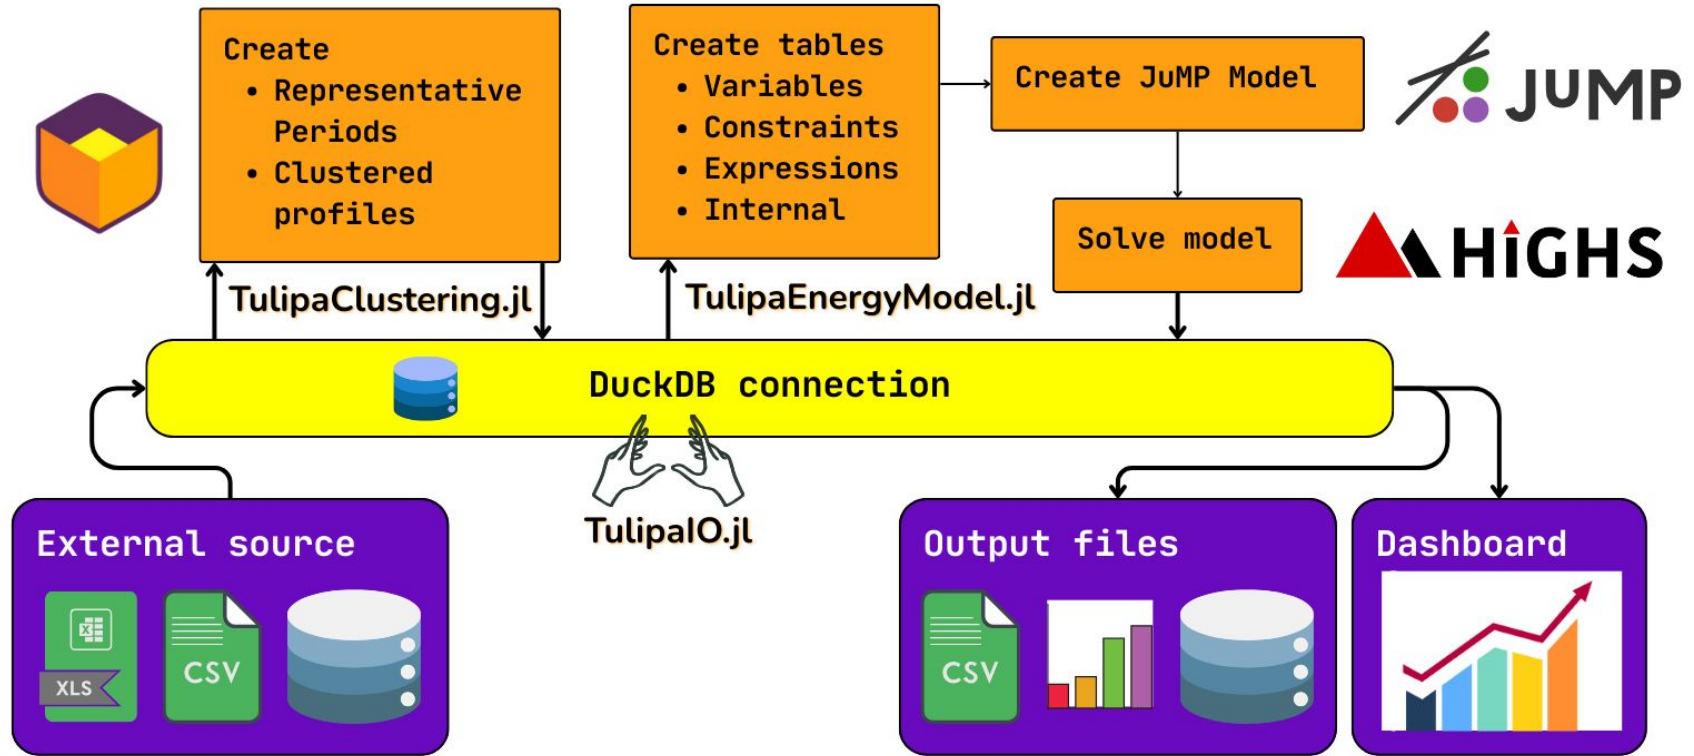 Create
• Representative
Periods
• Clustered
profiles
Create tables
• Variables
• Constraints
• Expressions
• Internal
Create JuMP Model
JuMP
Solve model
HiGHS
TulipaClustering.jl
TulipaEnergyModel.jl
DuckDB connection
TulipaIO.jl
External source
X
XLS
CSV
Output files
CSV
Dashboard